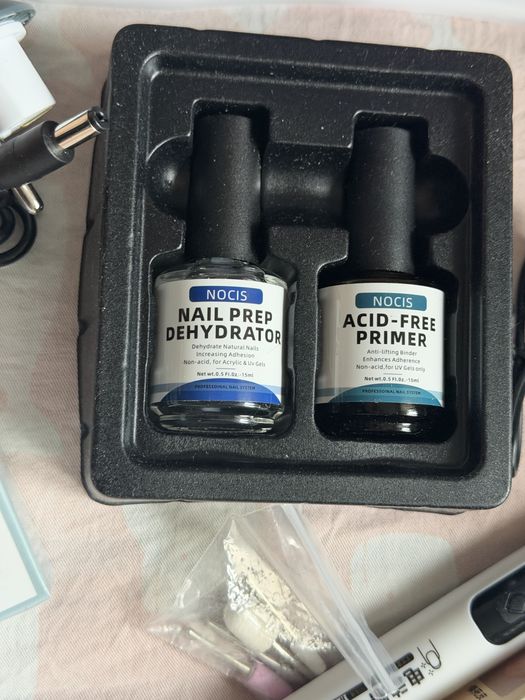 NOCIS
NAIL PREP
DEHYDRATOR
Dehydrate Natural Nails
Increasing Adhesion
Non-acid, for Acrylic & UV Gels
Net wt.0.5 Fl.Oz.-15ml
PROFESSIOINAL NAIL SYSTEM
NOCIS
ACID-FREE
PRIMER
Anti-lifting Binder
Enhances Adherence
Non-acid, for UV Gels only
Net wt.0.5 Fl.Oz.-15ml
PROFESSIOINAL NAIL SYSTEM